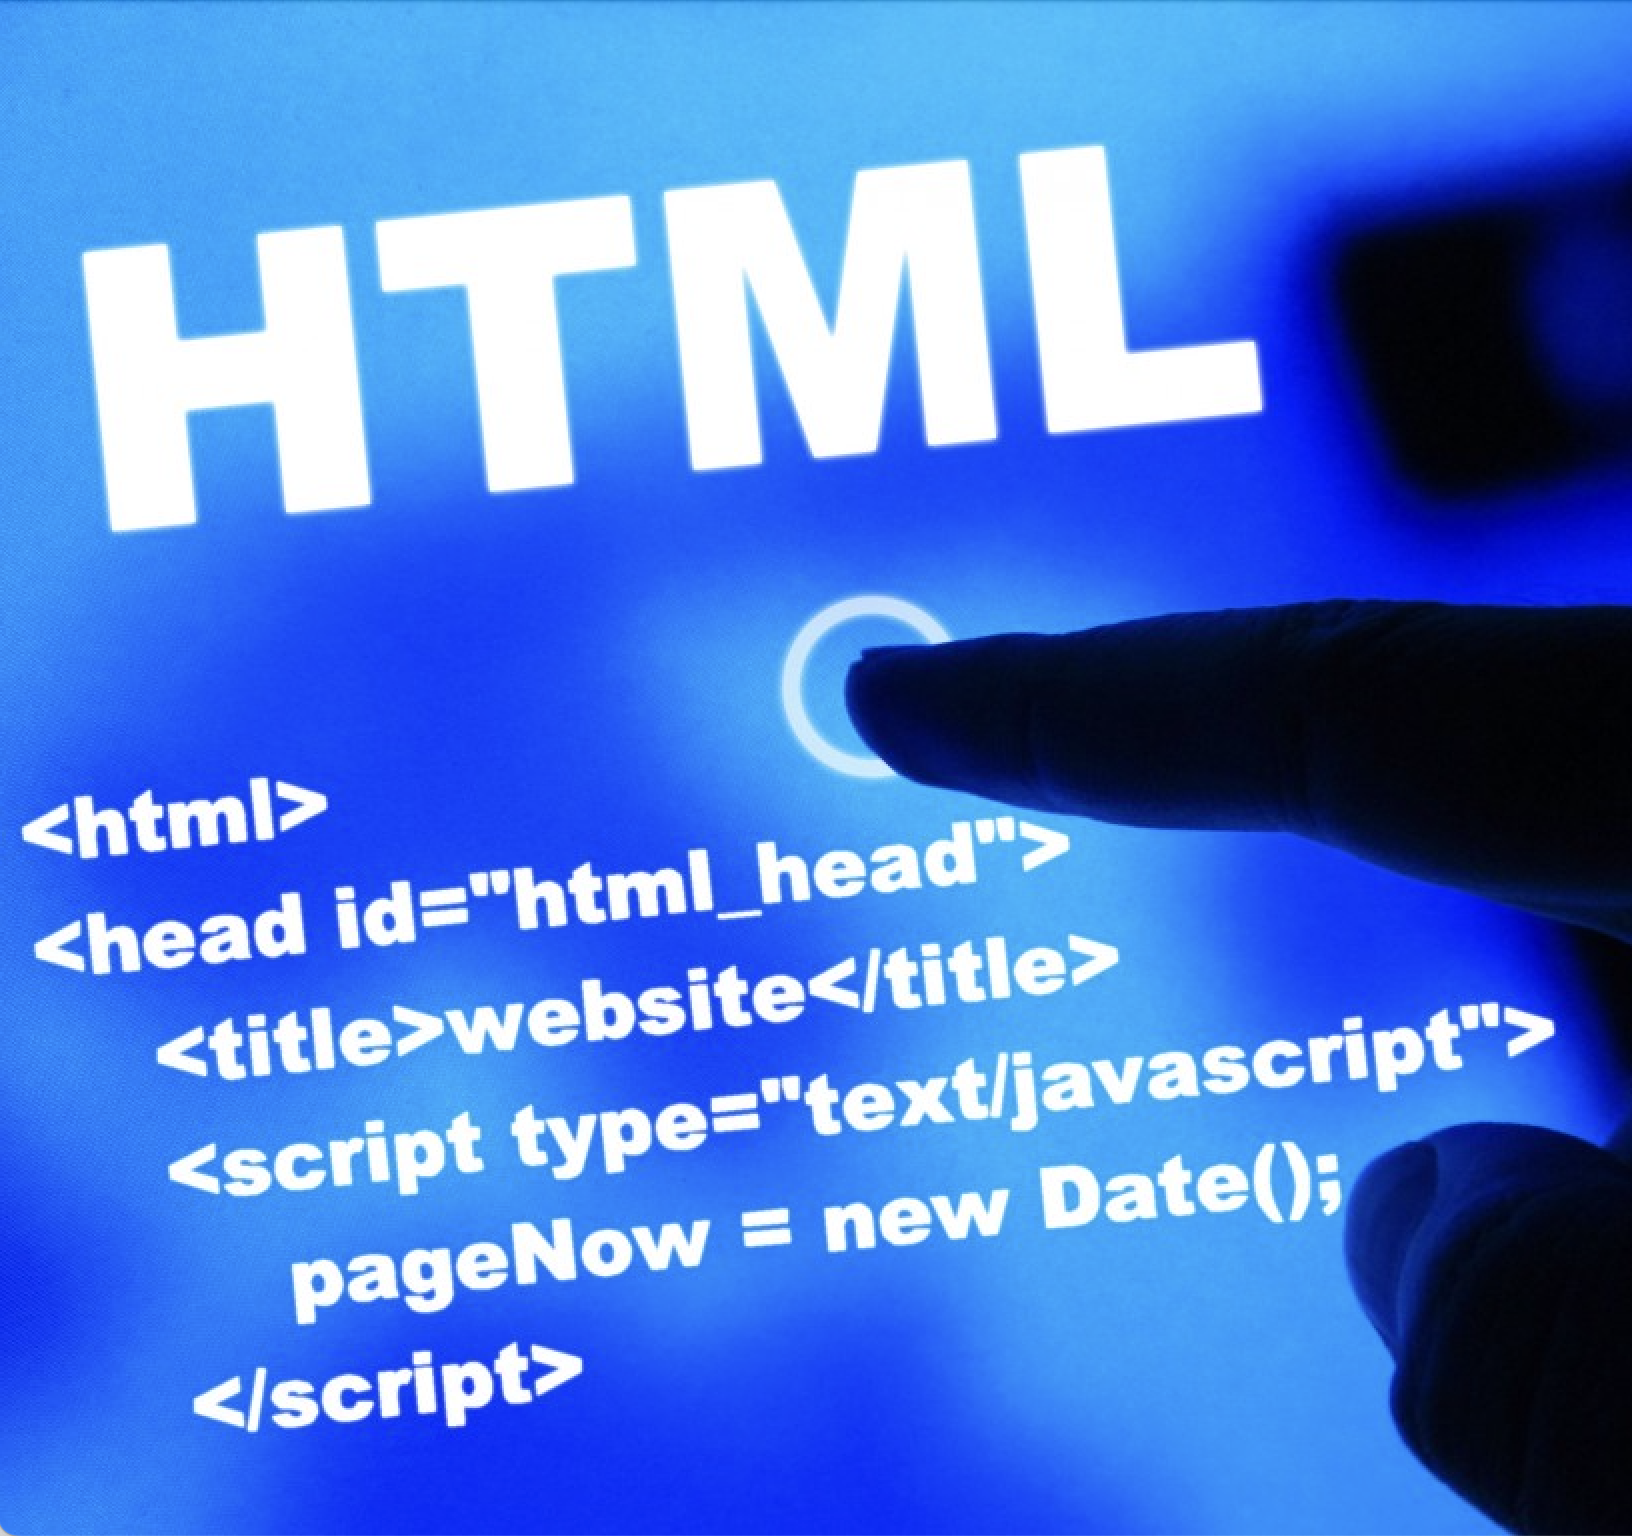 HTML
<html>
<head id="html_head">
<title>website</title>
<script type="text/javascript">
pageNow = new Date();
</script>